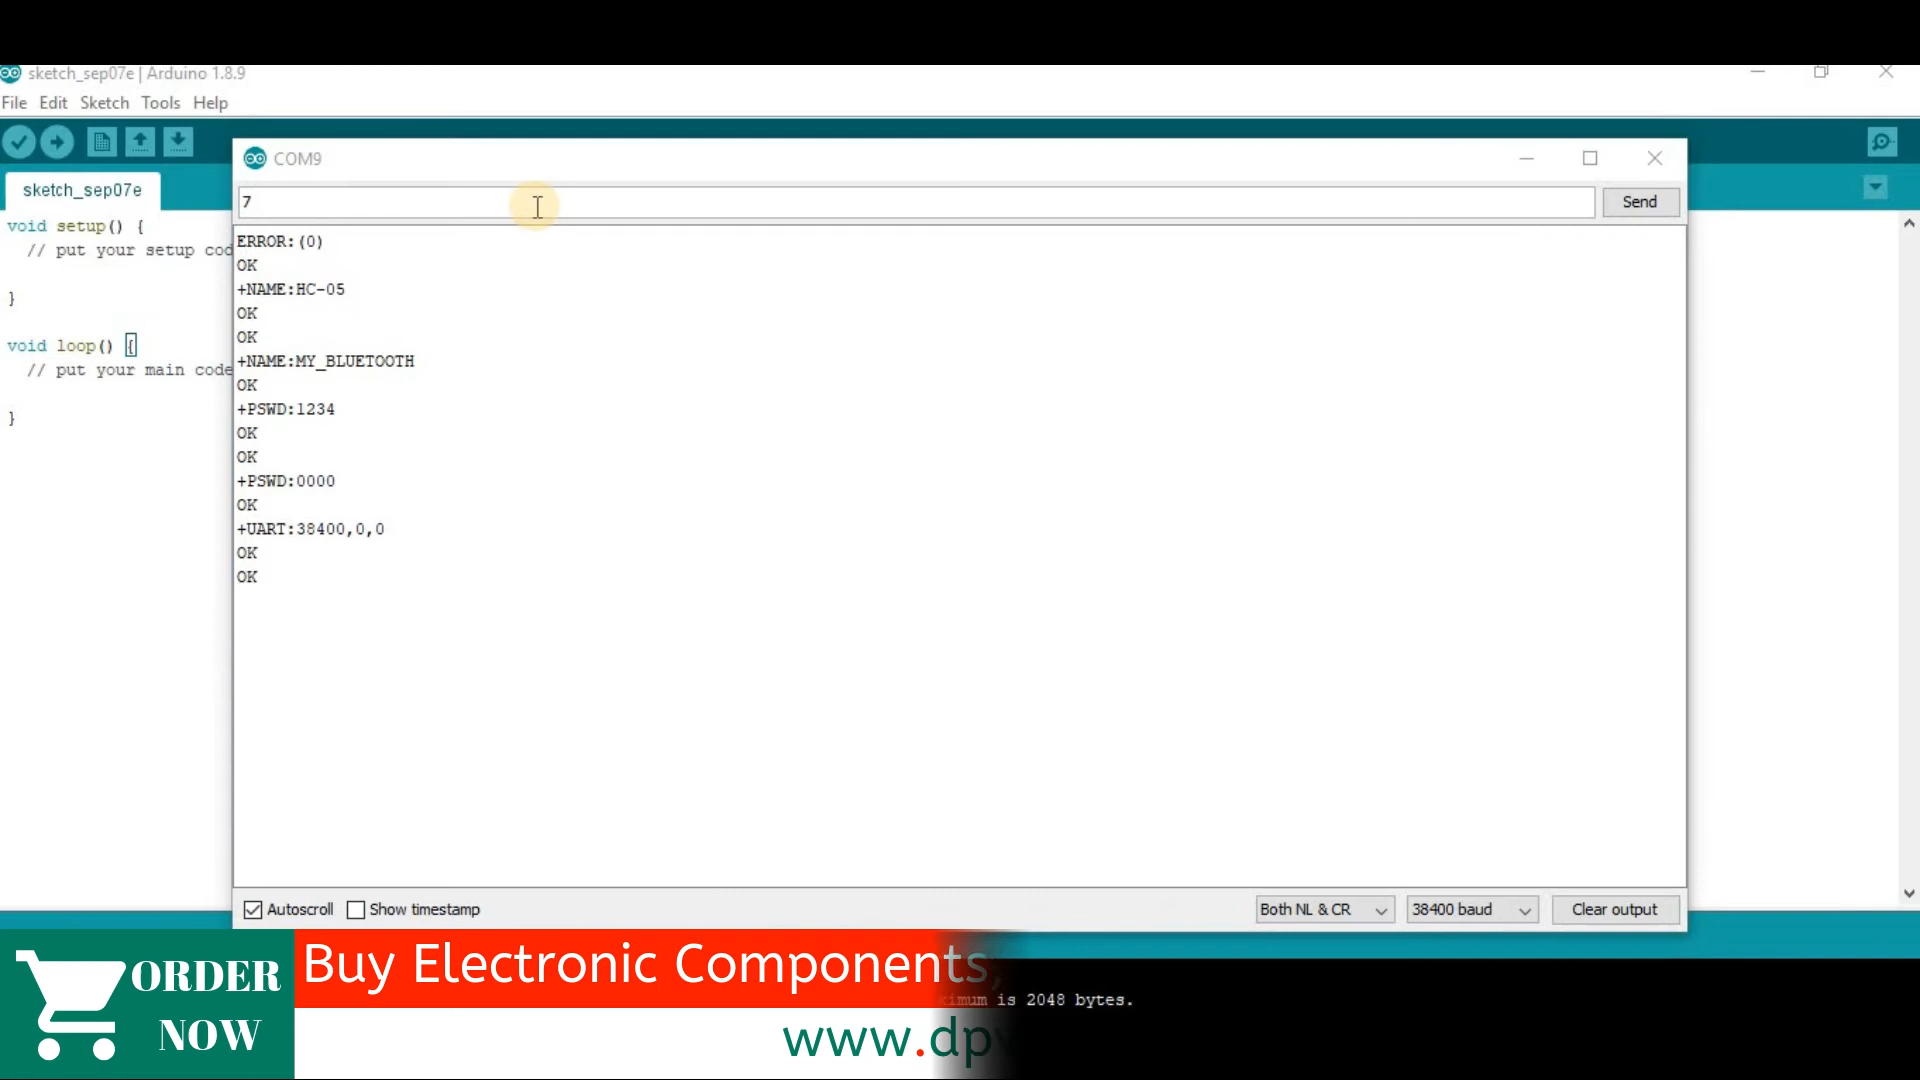 sketch_sep07e | Arduino 1.8.9
File Edit Sketch Tools Help
COM9
sketch_sep07e
7
Send
void setup() {
// put your setup cod
}
void loop() {
// put your main code
}
ERROR:(0)
OK
+NAME:HC-05
OK
OK
+NAME:MY_BLUETOOTH
OK
+PSWD:1234
OK
OK
+PSWD:0000
OK
+UART:38400,0,0
OK
OK
Autoscroll Show timestamp Both NL & CR 38400 baud Clear output
ORDER NOW
Buy Electronic Components,
is 2048 bytes.
www.dp